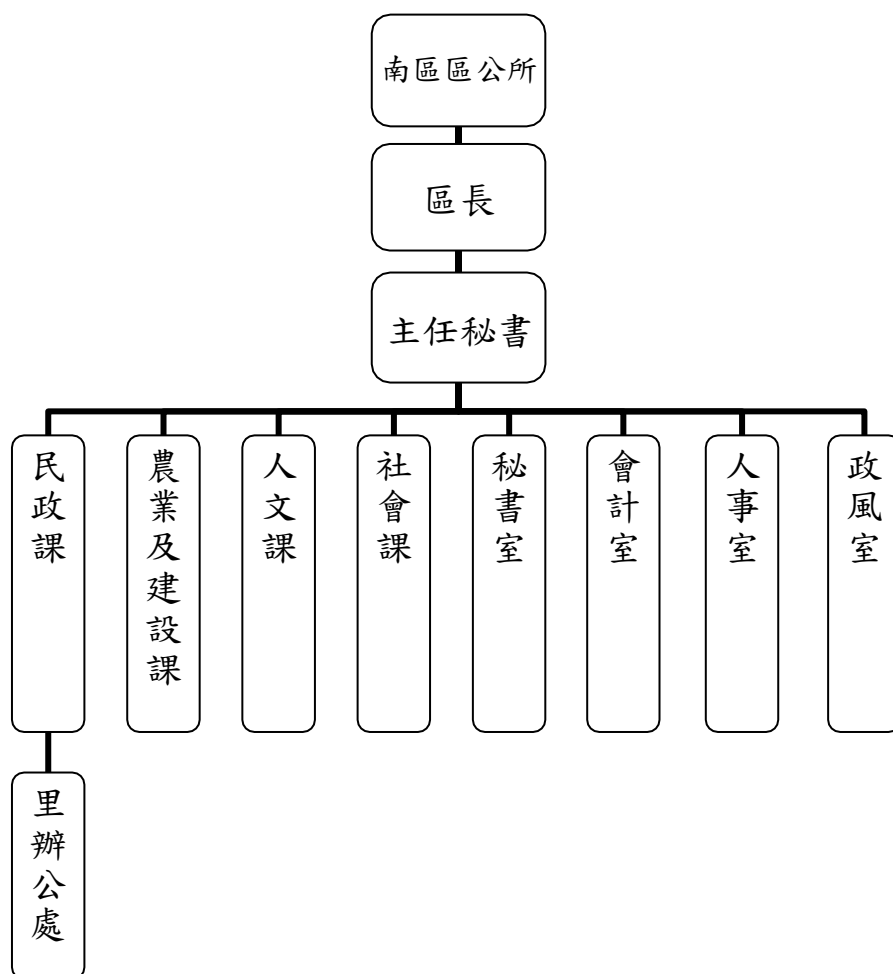 南區區公所
區長
主任秘書
民政課
農業及建設課
人文課
社會課
秘書室
會計室
人事室
政風室
里辦公處